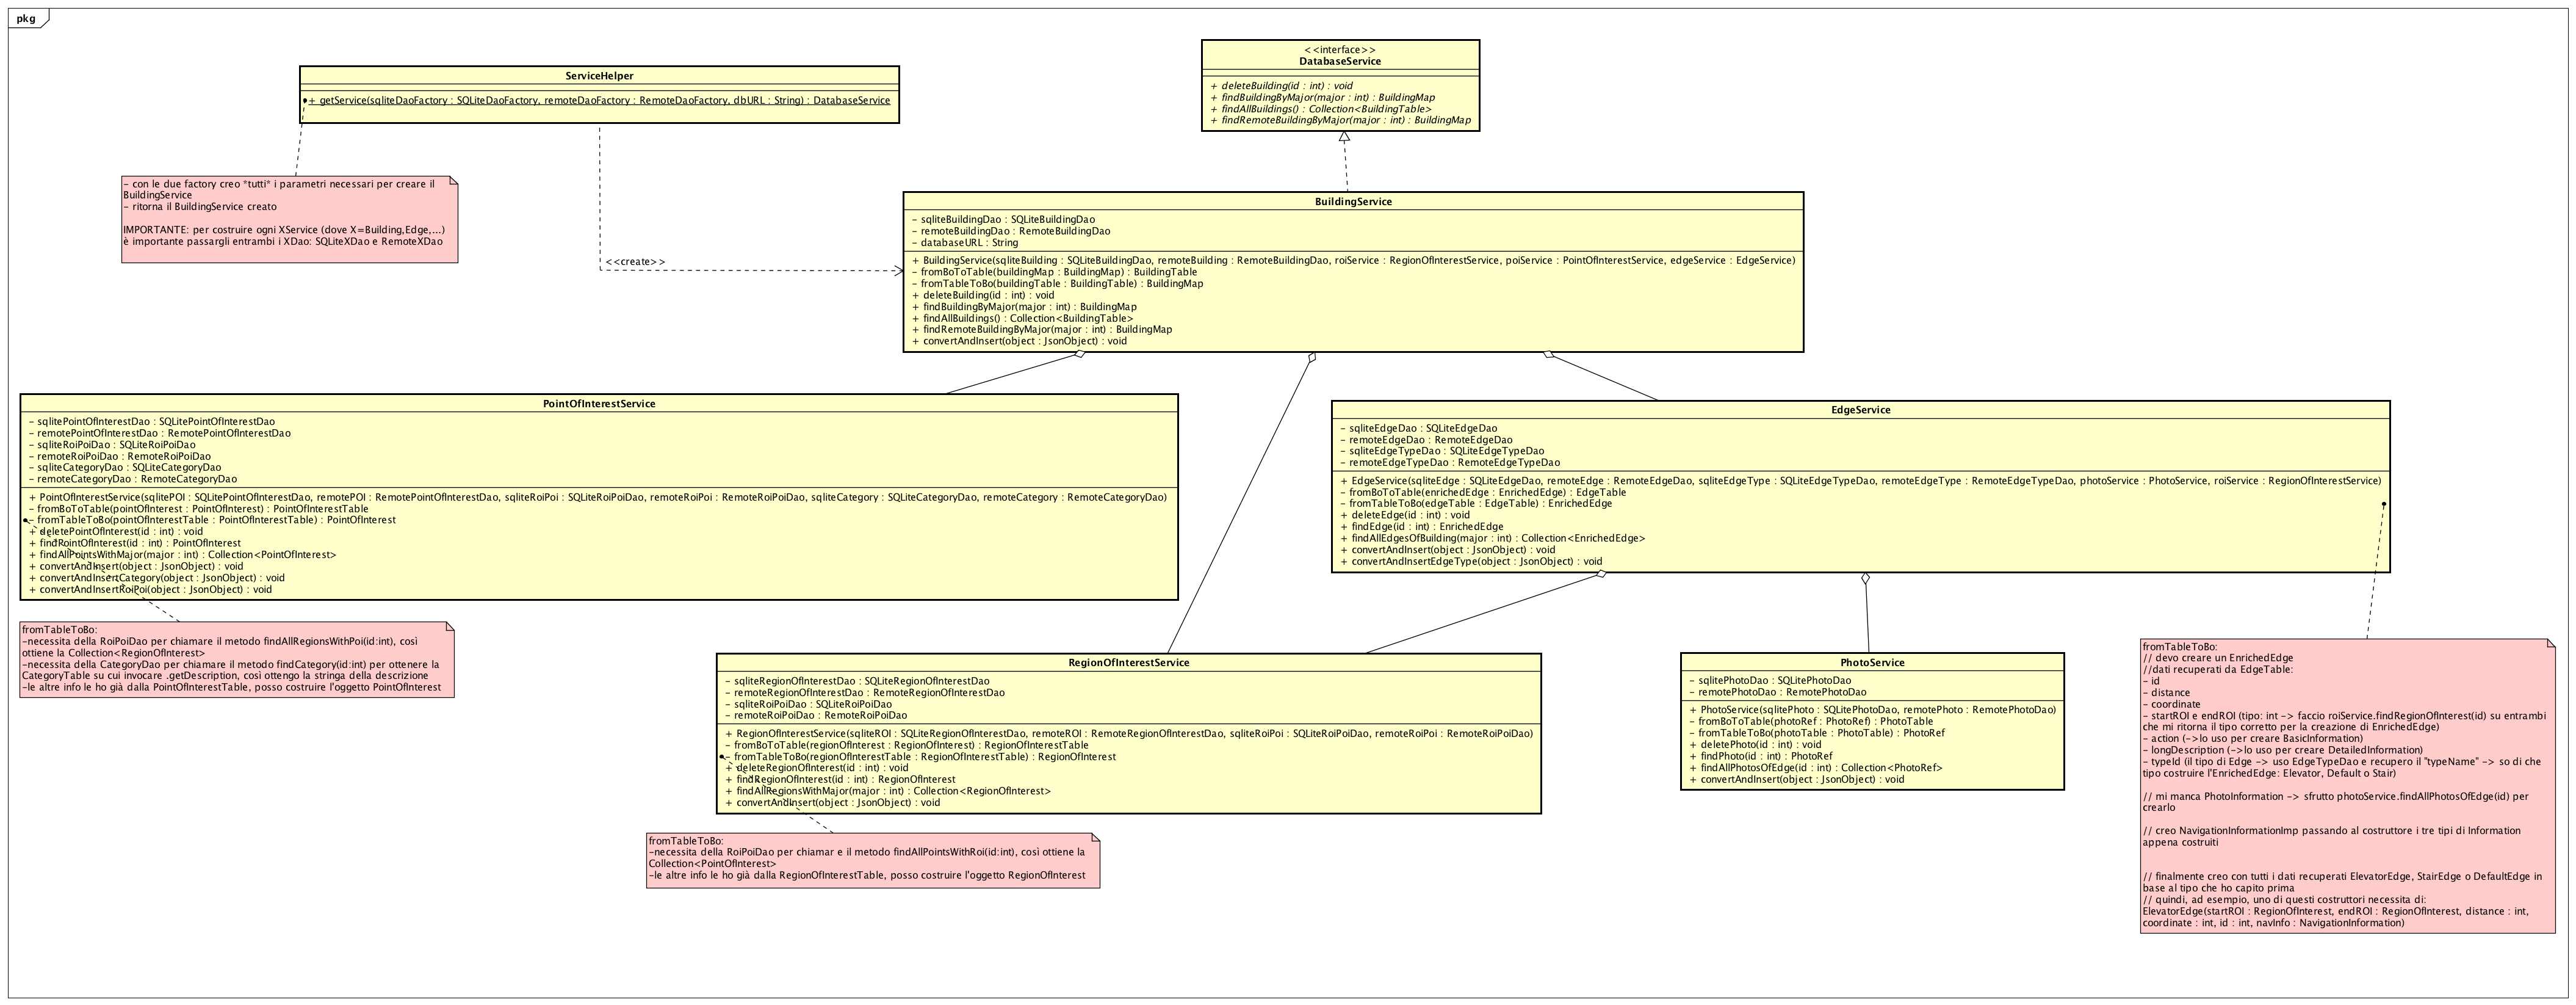 pkg
<<interface>>
DatabaseService
+ deleteBuilding(id : int) : void
+ findBuildingByMajor(major : int) : BuildingMap
+ findAllBuildings() : Collection<BuildingTable>
+ findRemoteBuildingByMajor(major : int) : BuildingMap
ServiceHelper
+ getService(sqliteDaoFactory : SQLiteDaoFactory, remoteDaoFactory : RemoteDaoFactory, dbURL : String) : DatabaseService
- con le due factory creo *tutti* i parametri necessari per creare il
BuildingService
- ritorna il BuildingService creato
IMPORTANTE: per costruire ogni XService (dove X=Building,Edge,...)
è importante passargli entrambi i XDao: SQLiteXDao e RemoteXDao
<<create>>
BuildingService
- sqliteBuildingDao : SQLiteBuildingDao
- remoteBuildingDao : RemoteBuildingDao
- databaseURL : String
+ BuildingService(sqliteBuilding : SQLiteBuildingDao, remoteBuilding : RemoteBuildingDao, roiService : RegionOfInterestService, poiService : PointOfInterestService, edgeService : EdgeService)
- fromBoToTable(buildingMap : BuildingMap) : BuildingTable
- fromTableToBo(buildingTable : BuildingTable) : BuildingMap
+ deleteBuilding(id : int) : void
+ findBuildingByMajor(major : int) : BuildingMap
+ findAllBuildings() : Collection<BuildingTable>
+ findRemoteBuildingByMajor(major : int) : BuildingMap
+ convertAndInsert(object : JsonObject) : void
PointOfInterestService
- sqlitePointOfInterestDao : SQLitePointOfInterestDao
- remotePointOfInterestDao : RemotePointOfInterestDao
- sqliteRoiPoiDao : SQLiteRoiPoiDao
- remoteRoiPoiDao : RemoteRoiPoiDao
- sqliteCategoryDao : SQLiteCategoryDao
- remoteCategoryDao : RemoteCategoryDao
+ PointOfInterestService(sqlitePOI : SQLitePointOfInterestDao, remotePOI : RemotePointOfInterestDao, sqliteRoiPoi : SQLiteRoiPoiDao, remoteRoiPoi : RemoteRoiPoiDao, sqliteCategory : SQLiteCategoryDao, remoteCategory : RemoteCategoryDao)
- fromBoToTable(pointOfInterest : PointOfInterest) : PointOfInterestTable
- fromTableToBo(pointOfInterestTable : PointOfInterestTable) : PointOfInterest
+ deletePointOfInterest(id : int) : void
+ findPointOfInterest(id : int) : PointOfInterest
+ findAllPointsWithMajor(major : int) : Collection<PointOfInterest>
+ convertAndInsert(object : JsonObject) : void
+ convertAndInsertCategory(object : JsonObject) : void
+ convertAndInsertRoiPoi(object : JsonObject) : void
fromTableToBo:
-necessita della RoiPoiDao per chiamare il metodo findAllRegionsWithPoi(id:int), così
ottiene la Collection<RegionOfInterest>
-necessita della CategoryDao per chiamare il metodo findCategory(id:int) per ottenere la
CategoryTable su cui invocare .getDescription, così ottengo la stringa della descrizione
-le altre info le ho già dalla PointOfInterestTable, posso costruire l'oggetto PointOfInterest
EdgeService
- sqliteEdgeDao : SQLiteEdgeDao
- remoteEdgeDao : RemoteEdgeDao
- sqliteEdgeTypeDao : SQLiteEdgeTypeDao
- remoteEdgeTypeDao : RemoteEdgeTypeDao
+ EdgeService(sqliteEdge : SQLiteEdgeDao, remoteEdge : RemoteEdgeDao, sqliteEdgeType : SQLiteEdgeTypeDao, remoteEdgeType : RemoteEdgeTypeDao, photoService : PhotoService, roiService : RegionOfInterestService)
- fromBoToTable(enrichedEdge : EnrichedEdge) : EdgeTable
- fromTableToBo(edgeTable : EdgeTable) : EnrichedEdge
+ deleteEdge(id : int) : void
+ findEdge(id : int) : EnrichedEdge
+ findAllEdgesOfBuilding(major : int) : Collection<EnrichedEdge>
+ convertAndInsert(object : JsonObject) : void
+ convertAndInsertEdgeType(object : JsonObject) : void
RegionOfInterestService
- sqliteRegionOfInterestDao : SQLiteRegionOfInterestDao
- remoteRegionOfInterestDao : RemoteRegionOfInterestDao
- sqliteRoiPoiDao : SQLiteRoiPoiDao
- remoteRoiPoiDao : RemoteRoiPoiDao
+ RegionOfInterestService(sqliteROI : SQLiteRegionOfInterestDao, remoteROI : RemoteRegionOfInterestDao, sqliteRoiPoi : SQLiteRoiPoiDao, remoteRoiPoi : RemoteRoiPoiDao)
- fromBoToTable(regionOfInterest : RegionOfInterest) : RegionOfInterestTable
- fromTableToBo(regionOfInterestTable : RegionOfInterestTable) : RegionOfInterest
+ deleteRegionOfInterest(id : int) : void
+ findRegionOfInterest(id : int) : RegionOfInterest
+ findAllRegionsWithMajor(major : int) : Collection<RegionOfInterest>
+ convertAndInsert(object : JsonObject) : void
fromTableToBo:
-necessita della RoiPoiDao per chiamar e il metodo findAllPointsWithRoi(id:int), così ottiene la
Collection<PointOfInterest>
-le altre info le ho già dalla RegionOfInterestTable, posso costruire l'oggetto RegionOfInterest
PhotoService
- sqlitePhotoDao : SQLitePhotoDao
- remotePhotoDao : RemotePhotoDao
+ PhotoService(sqlitePhoto : SQLitePhotoDao, remotePhoto : RemotePhotoDao)
- fromBoToTable(photoRef : PhotoRef) : PhotoTable
- fromTableToBo(photoTable : PhotoTable) : PhotoRef
+ deletePhoto(id : int) : void
+ findPhoto(id : int) : PhotoRef
+ findAllPhotosOfEdge(id : int) : Collection<PhotoRef>
+ convertAndInsert(object : JsonObject) : void
fromTableToBo:
// devo creare un EnrichedEdge
//dati recuperati da EdgeTable:
- id
- distance
- coordinate
- startROI e endROI (tipo: int -> faccio roiService.findRegionOfInterest(id) su entrambi
che mi ritorna il tipo corretto per la creazione di EnrichedEdge)
- action (->lo uso per creare BasicInformation)
- longDescription (->lo uso per creare DetailedInformation)
- typeId (il tipo di Edge -> uso EdgeTypeDao e recupero il "typeName" -> so di che
tipo costruire l'EnrichedEdge: Elevator, Default o Stair)
// mi manca PhotoInformation -> sfrutto photoService.findAllPhotosOfEdge(id) per
crearlo
// creo NavigationInformationImp passando al costruttore i tre tipi di Information
appena costruiti
// finalmente creo con tutti i dati recuperati ElevatorEdge, StairEdge o DefaultEdge in
base al tipo che ho capito prima
// quindi, ad esempio, uno di questi costruttori necessita di:
ElevatorEdge(startROI : RegionOfInterest, endROI : RegionOfInterest, distance : int,
coordinate : int, id : int, navInfo : NavigationInformation)